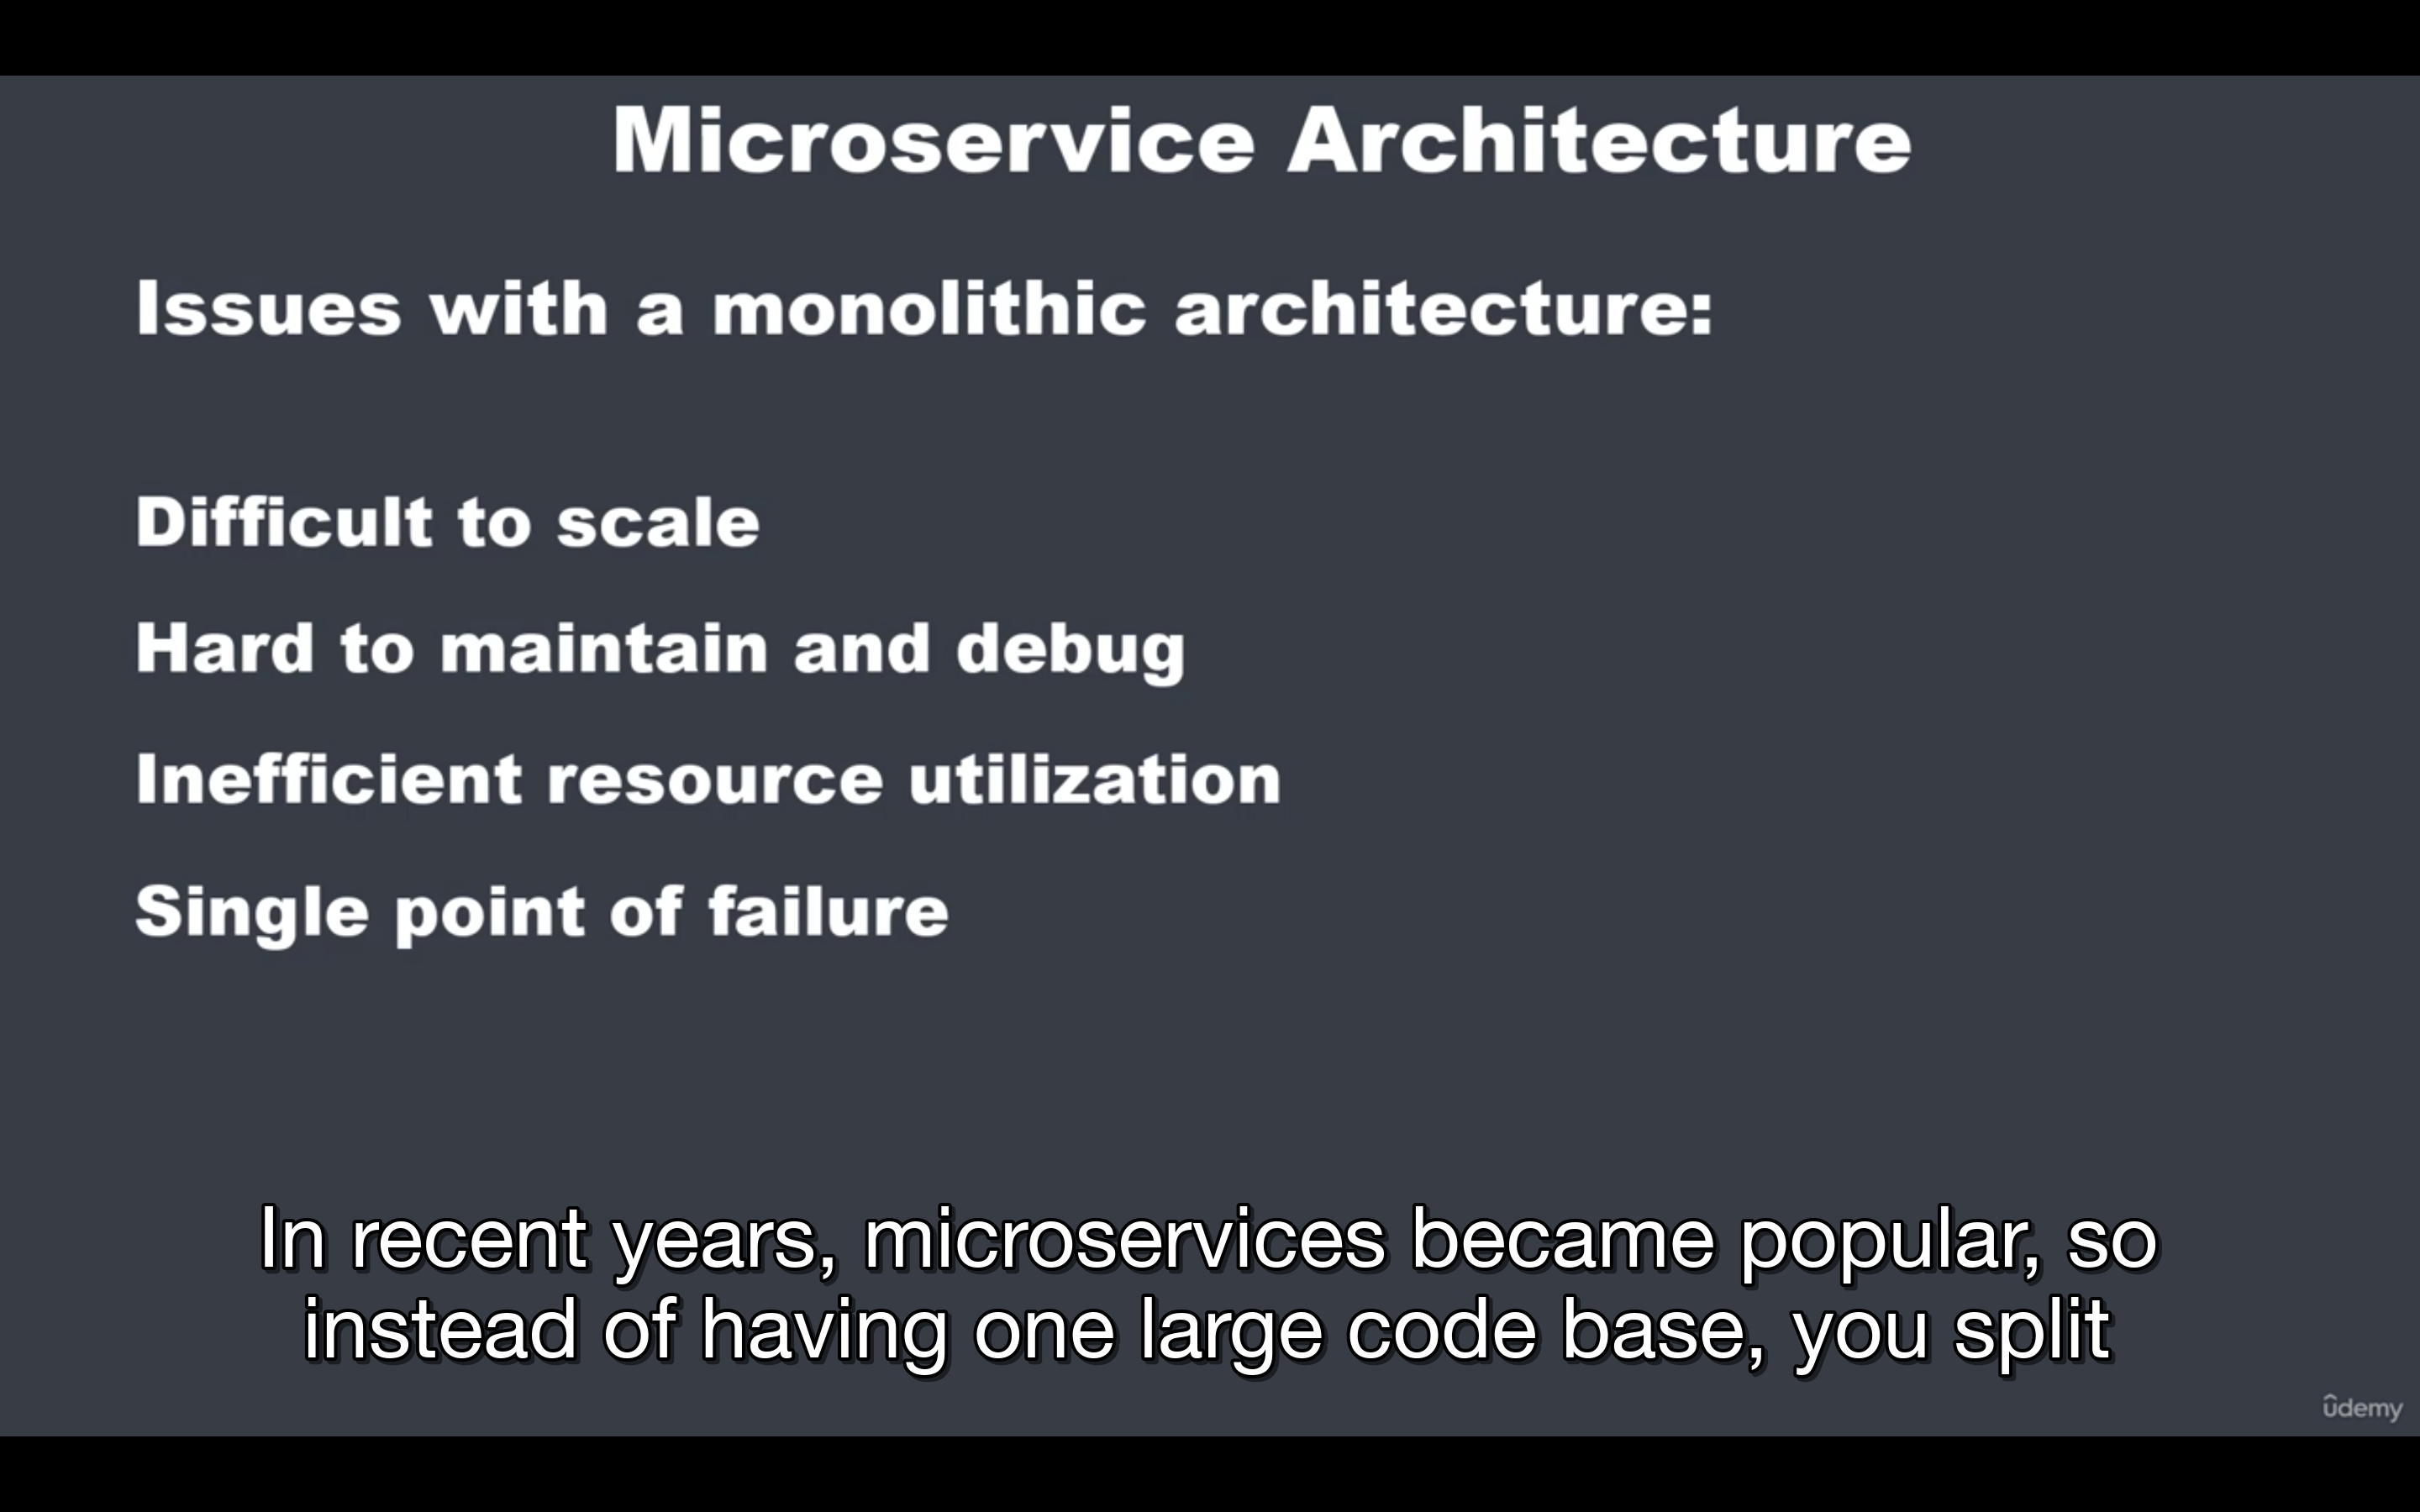 Microservice Architecture
Issues with a monolithic architecture:
Difficult to scale
Hard to maintain and debug
Inefficient resource utilization
Single point of failure
In recent years, microservices became popular, so
instead of having one large code base, you split
ûdemy